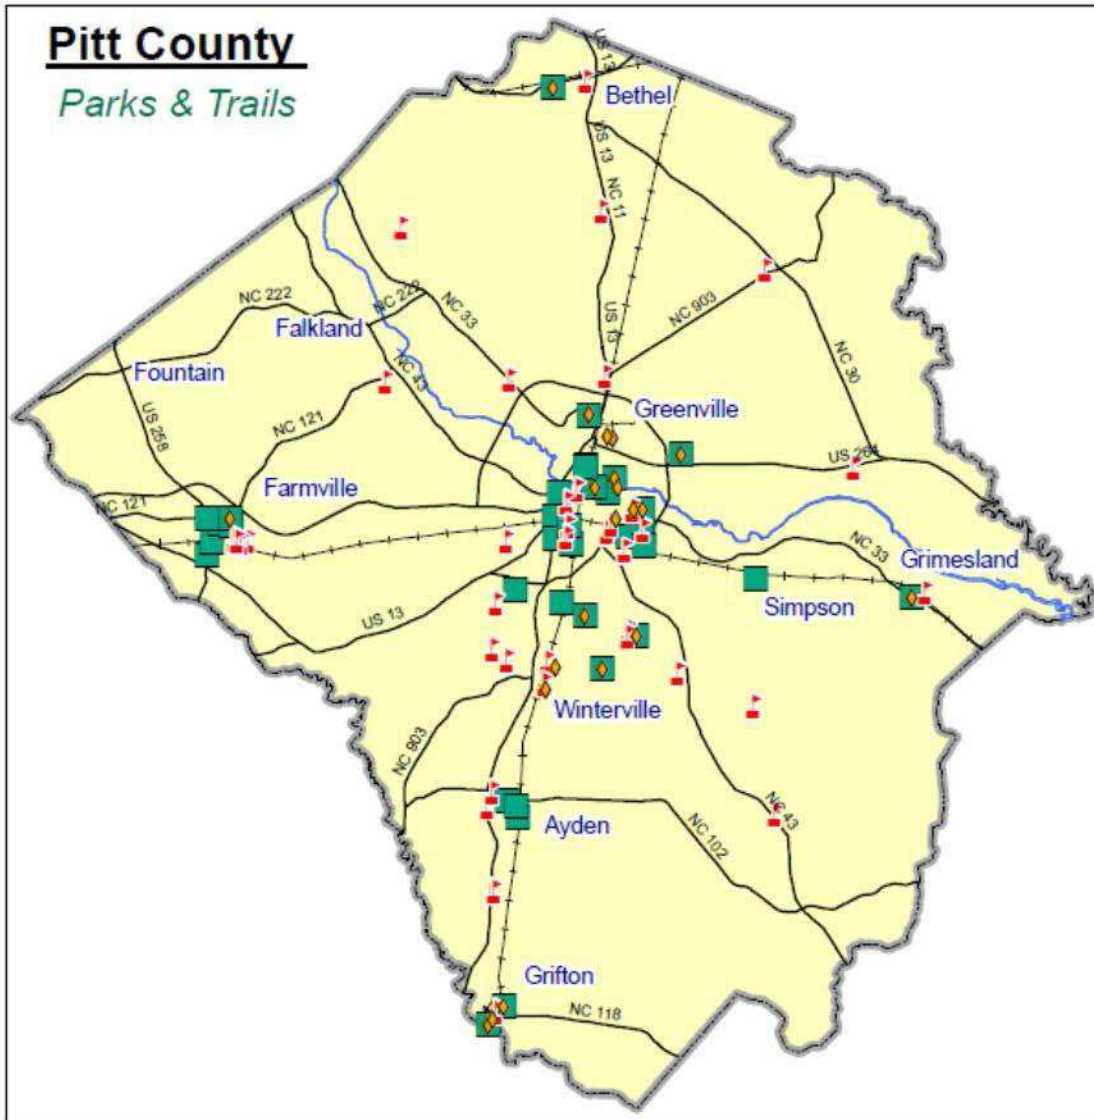 Pitt County
Parks & Trails
US 13
Bethel
US 13
NC 11
NC 222
NC 222
NC 33
US 13
NC 903
Falkland
Fountain
NC 43
NC 30
US 258
NC 121
Greenville
US 264
Farmville
NC 121
NC 33
Grimesland
US 13
Simpson
Winterville
NC 903
Ayden
NC 102
NC 43
Grifton
NC 118